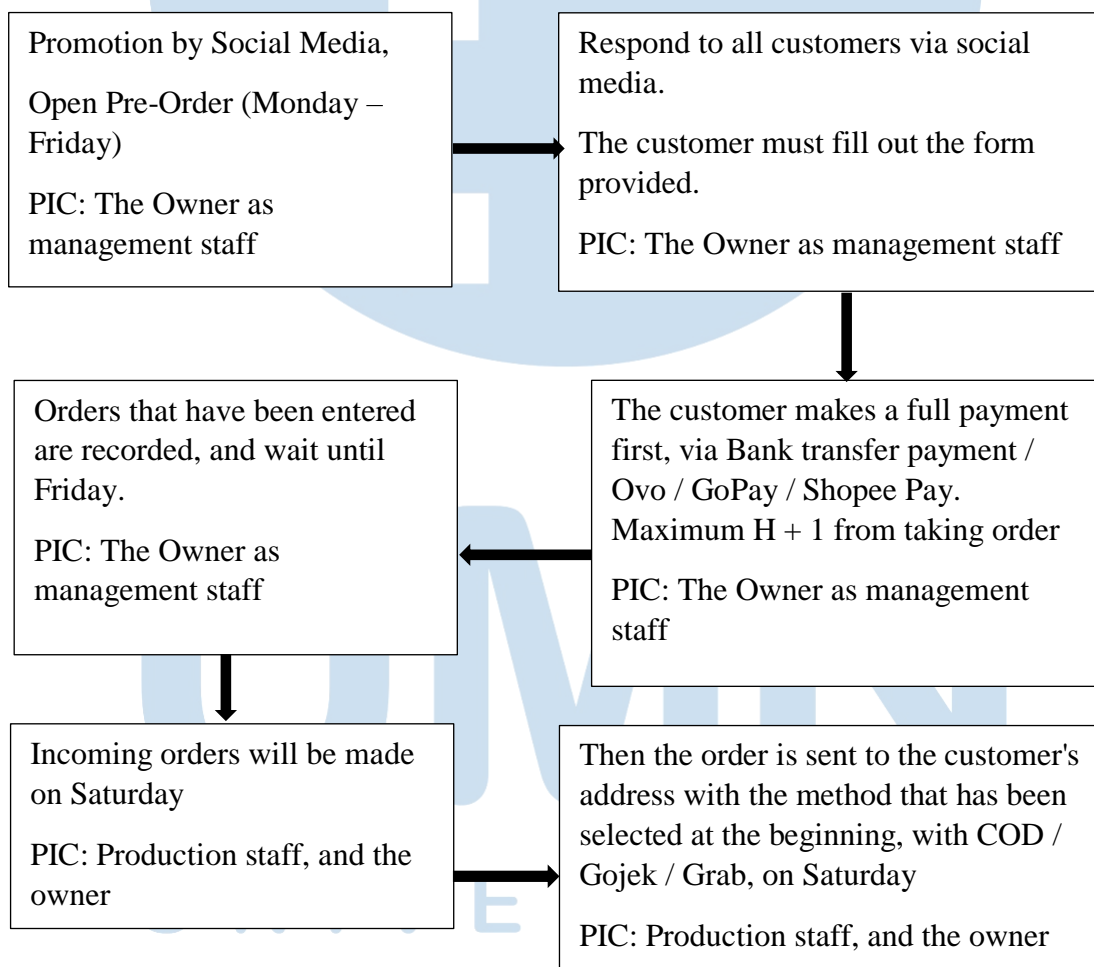 Promotion by Social Media,
Open Pre-Order (Monday –
Friday)
PIC: The Owner as
management staff
Respond to all customers via social
media.
The customer must fill out the form
provided.
PIC: The Owner as management staff
The customer makes a full payment
first, via Bank transfer payment /
Ovo / GoPay / Shopee Pay.
Maximum H + 1 from taking order
PIC: The Owner as management
staff
Orders that have been entered
are recorded, and wait until
Friday.
PIC: The Owner as
management staff
Incoming orders will be made
on Saturday
PIC: Production staff, and the
owner
Then the order is sent to the customer's
address with the method that has been
selected at the beginning, with COD /
Gojek / Grab, on Saturday
PIC: Production staff, and the owner